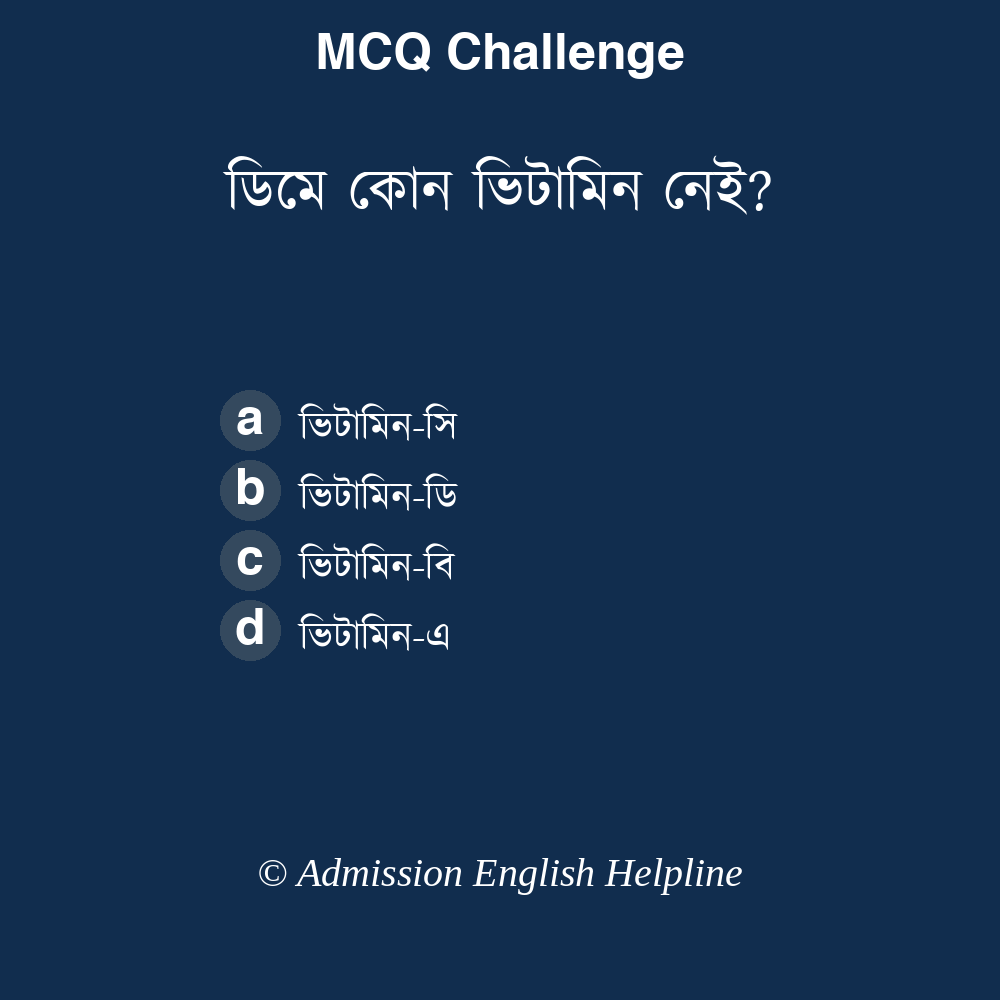 MCQ Challenge
ডিমে কোন ভিটামিন নেই?
a ভিটামিন-সি
b ভিটামিন-ডি
c ভিটামিন-বি
d ভিটামিন-এ
© Admission English Helpline